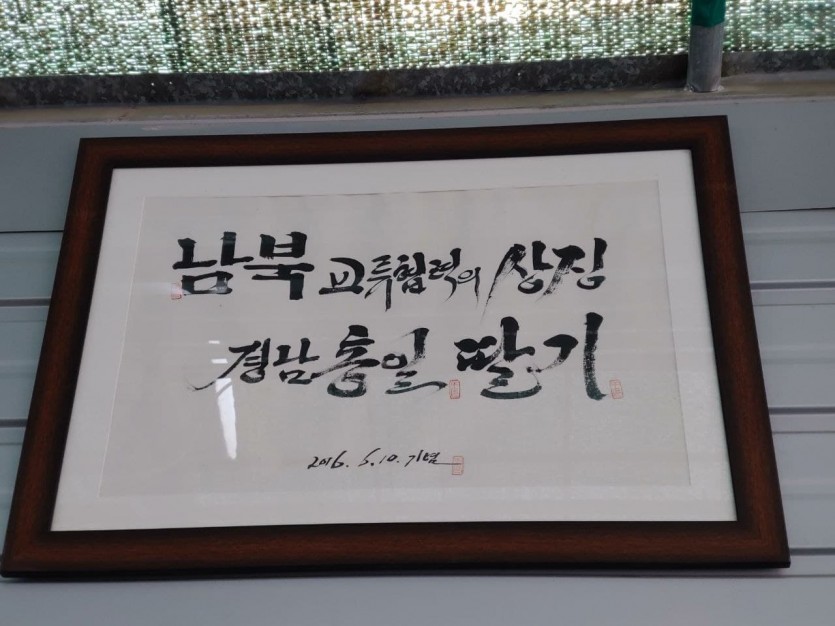 남북 교류협력의 상징
경남통일 딸기
2016. 5.10. 기념